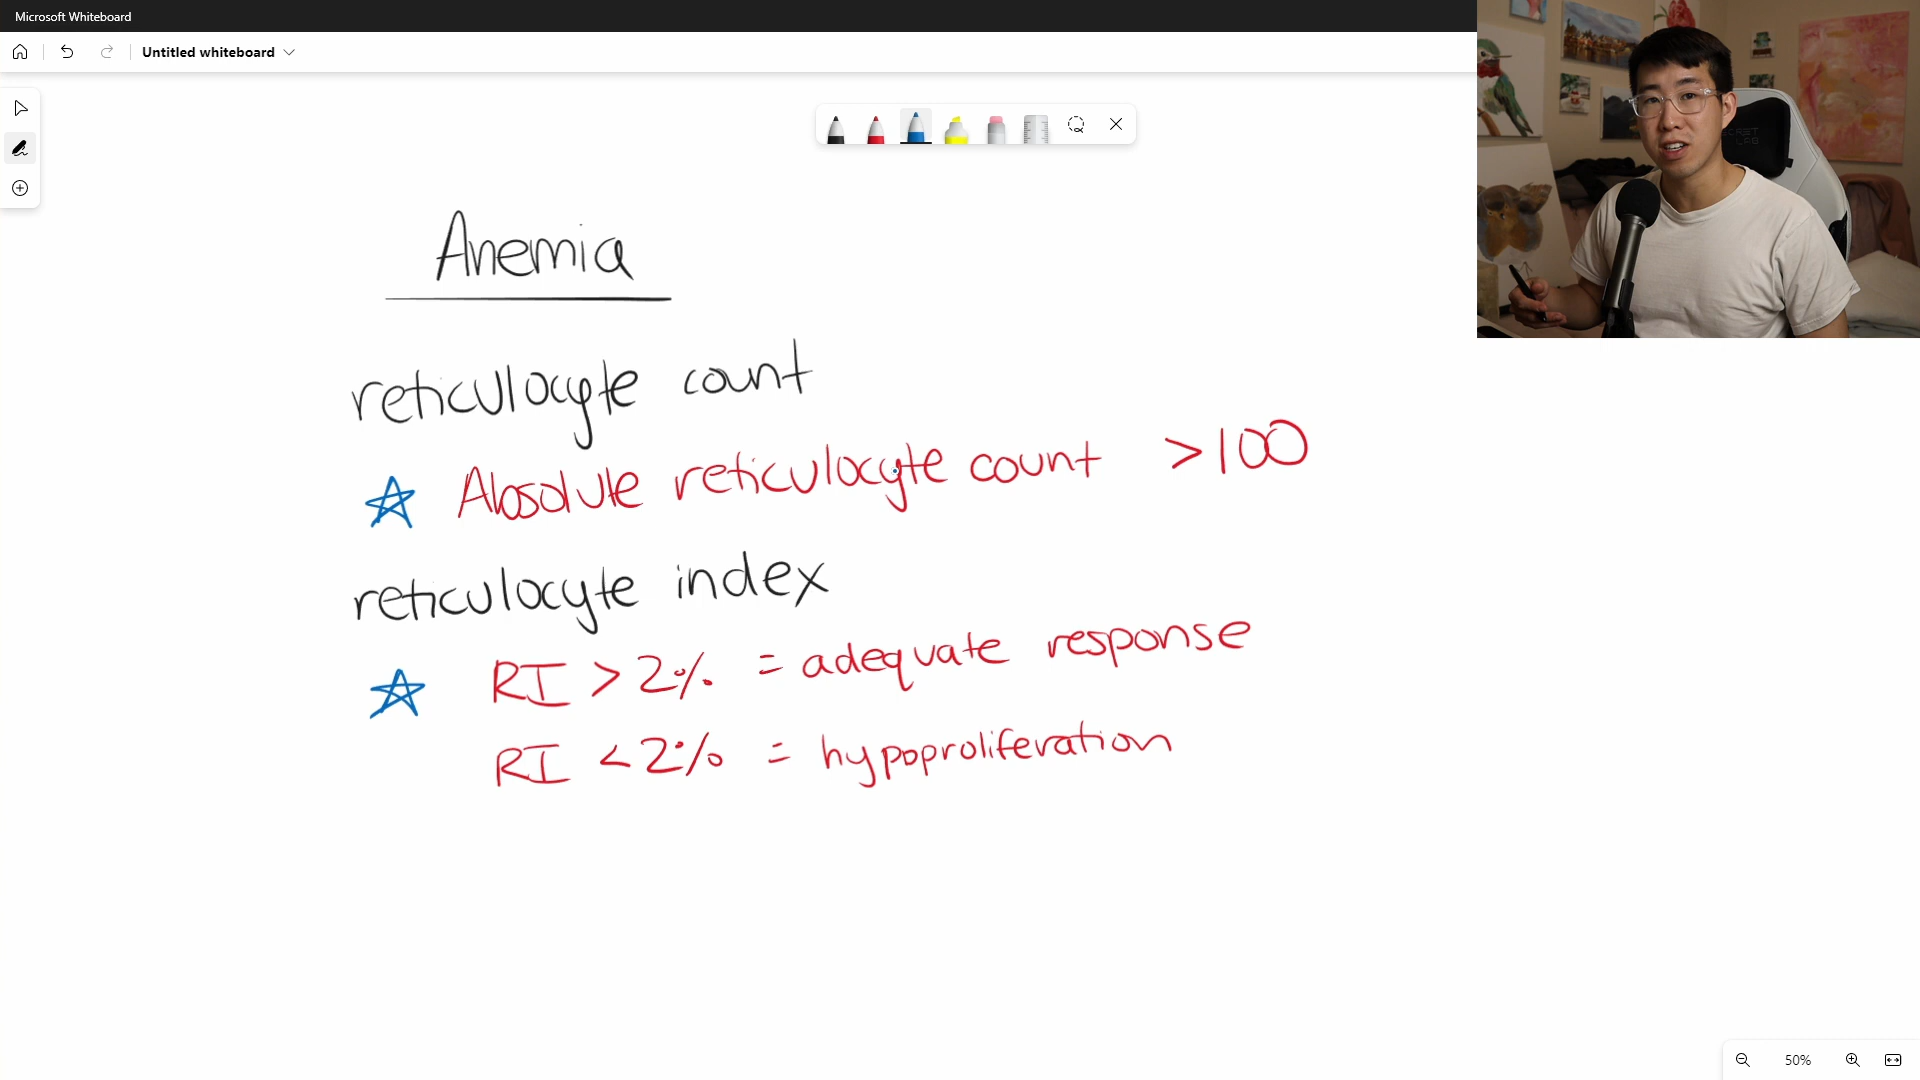 Microsoft Whiteboard
Untitled whiteboard
Anemia
reticulocyte count
Absolute reticulocyte count >100
reticulocyte index
RI > 2% = adequate response
RI < 2% = hypoproliferation
50%